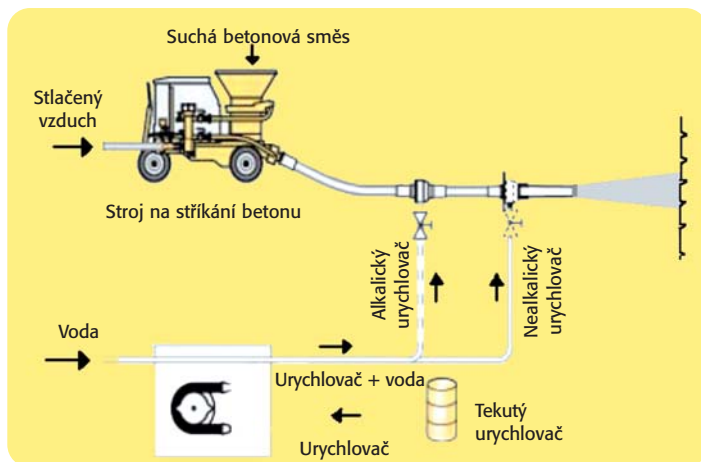 Suchá betonová směs
Stlačený
vzduch
Stroj na stříkání betonu
Alkalický
urychlovač
Nealkalický
urychlovač
Voda
Urychlovač + voda
Tekutý
urychlovač
Urychlovač